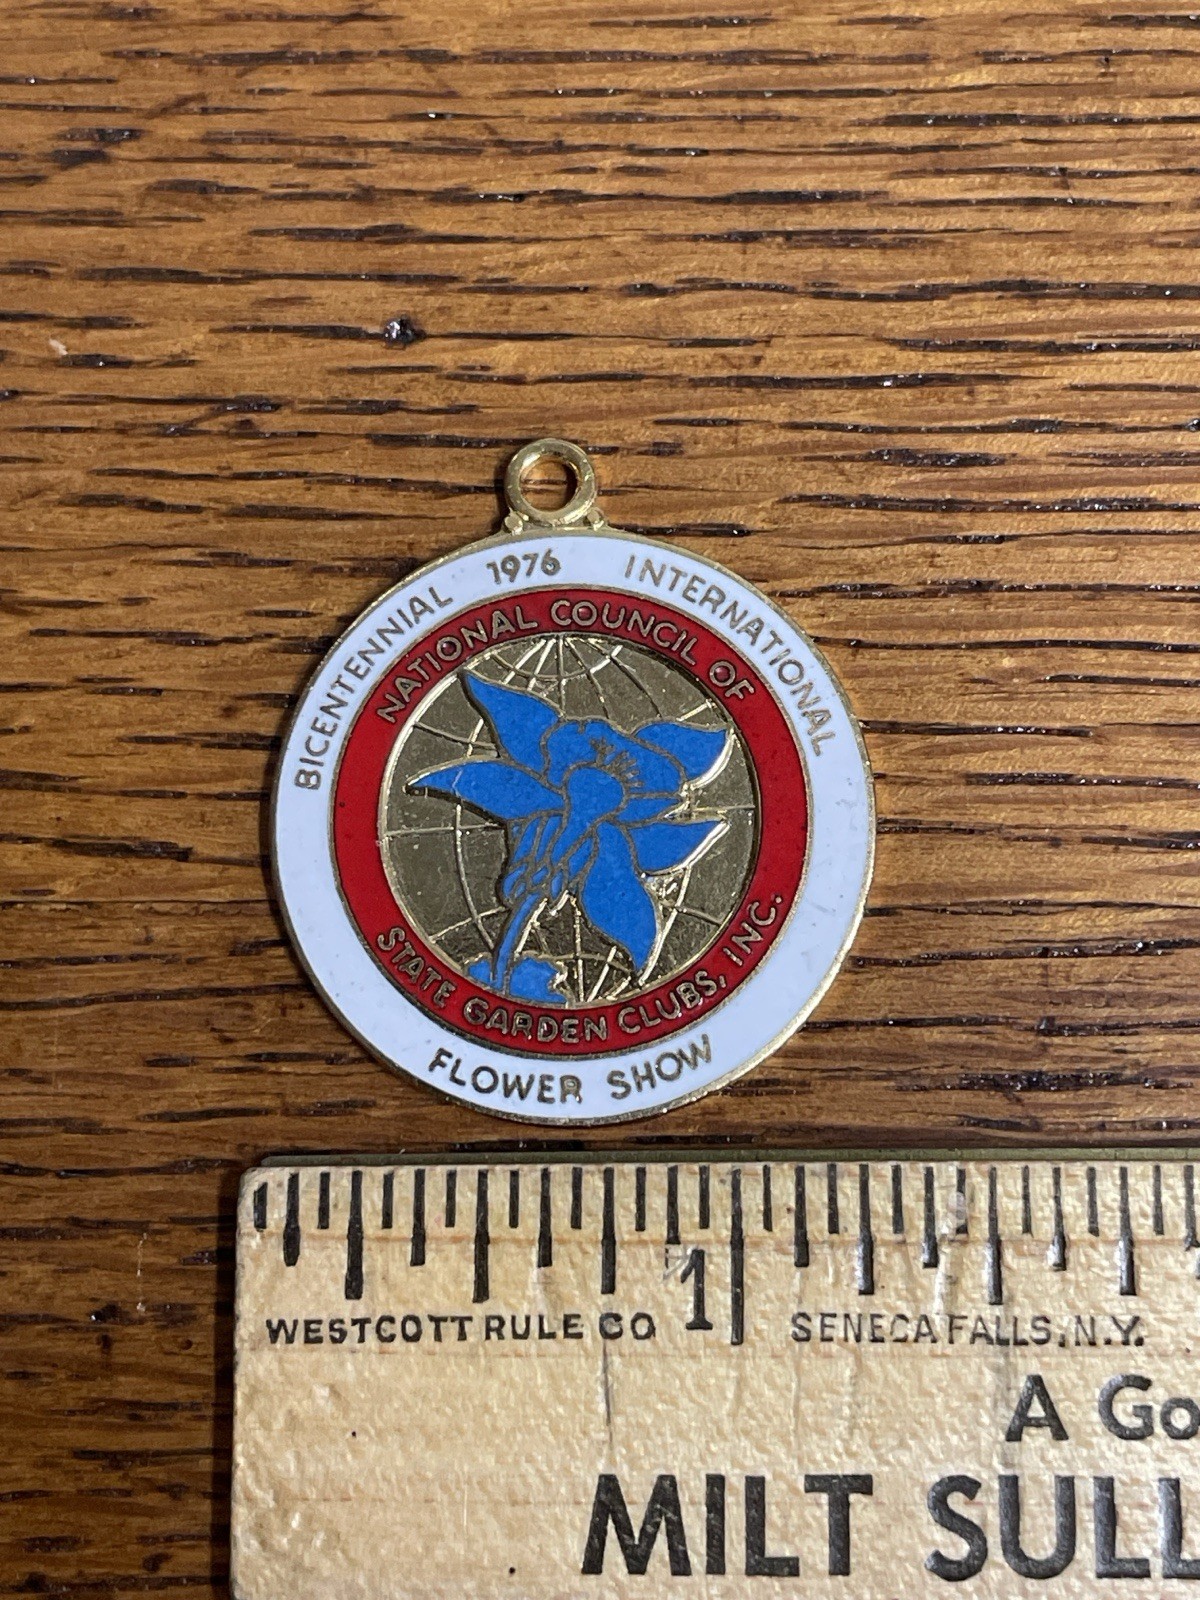 BICENTENNIAL 1976 INTERNATIONAL
NATIONAL COUNCIL OF
STATE GARDEN CLUBS, INC.
FLOWER SHOW
1
WESTCOTT RULE CO SENECA FALLS, N.Y.
A Go
MILT SULL